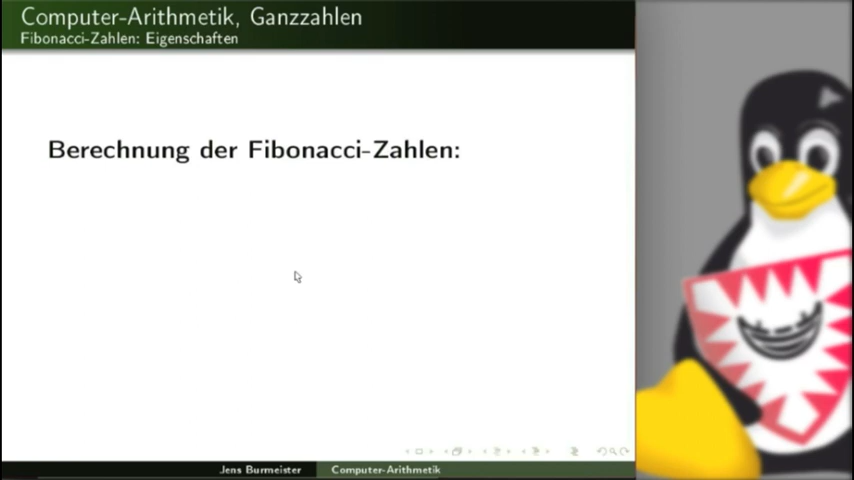 Computer-Arithmetik, Ganzzahlen
Fibonacci-Zahlen: Eigenschaften
Berechnung der Fibonacci-Zahlen:
Jens Burmeister
Computer-Arithmetik